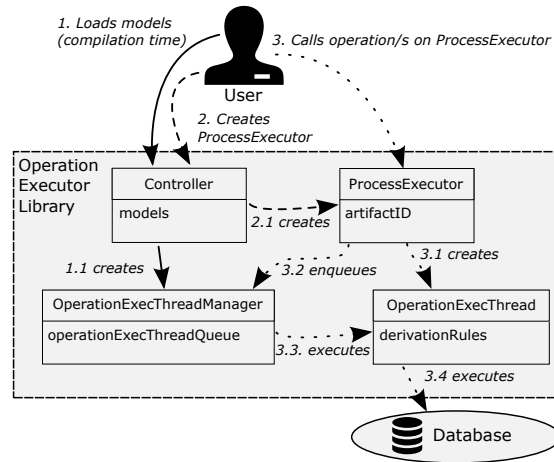 1. Loads models
(compilation time)
3. Calls operation/s on ProcessExecutor
User
2. Creates
ProcessExecutor
Operation
Executor
Library
Controller
models
ProcessExecutor
artifactID
2.1 creates
1.1 creates
3.2 enqueues
3.1 creates
OperationExecThreadManager
operationExecThreadQueue
OperationExecThread
derivationRules
3.3. executes
3.4 executes
Database